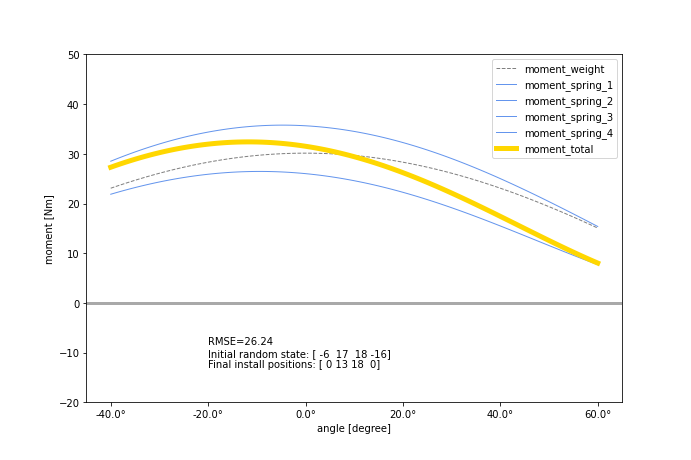 50
40
30
20
10
0
−10
−20
moment [Nm]
moment_weight
moment_spring_1
moment_spring_2
moment_spring_3
moment_spring_4
moment_total
RMSE=26.24
Initial random state: [ -6  17  18 -16]
Final install positions: [ 0 13 18  0]
-40.0° -20.0° 0.0° 20.0° 40.0° 60.0°
angle [degree]